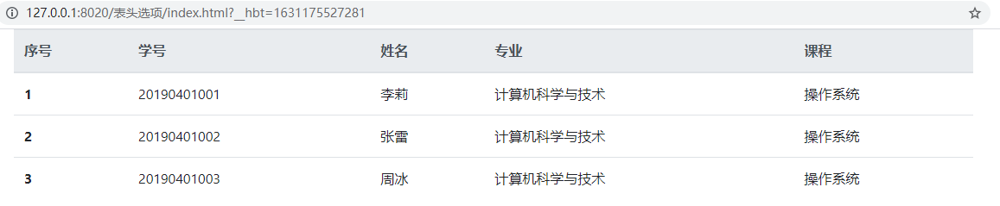 127.0.0.1:8020/表头选项/index.html?__hbt=1631175527281
序号 学号 姓名 专业 课程
1 20190401001 李莉 计算机科学与技术 操作系统
2 20190401002 张雷 计算机科学与技术 操作系统
3 20190401003 周冰 计算机科学与技术 操作系统